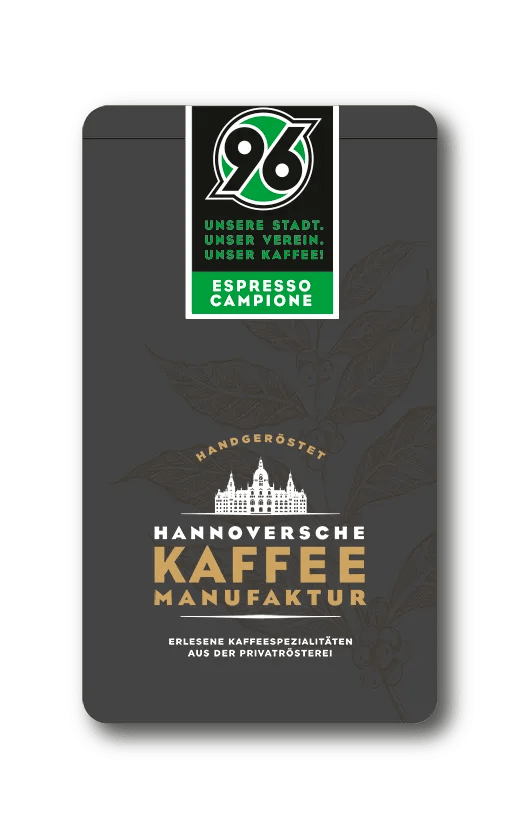 96
UNSERE STADT.
UNSER VEREIN.
UNSER KAFFEE!
ESPRESSO
CAMPIONE
HANDGERÖSTET
HANNOVERSCHE
KAFFEE
MANUFAKTUR
ERLESENE KAFFEESPEZIALITÄTEN
AUS DER PRIVATRÖSTEREI